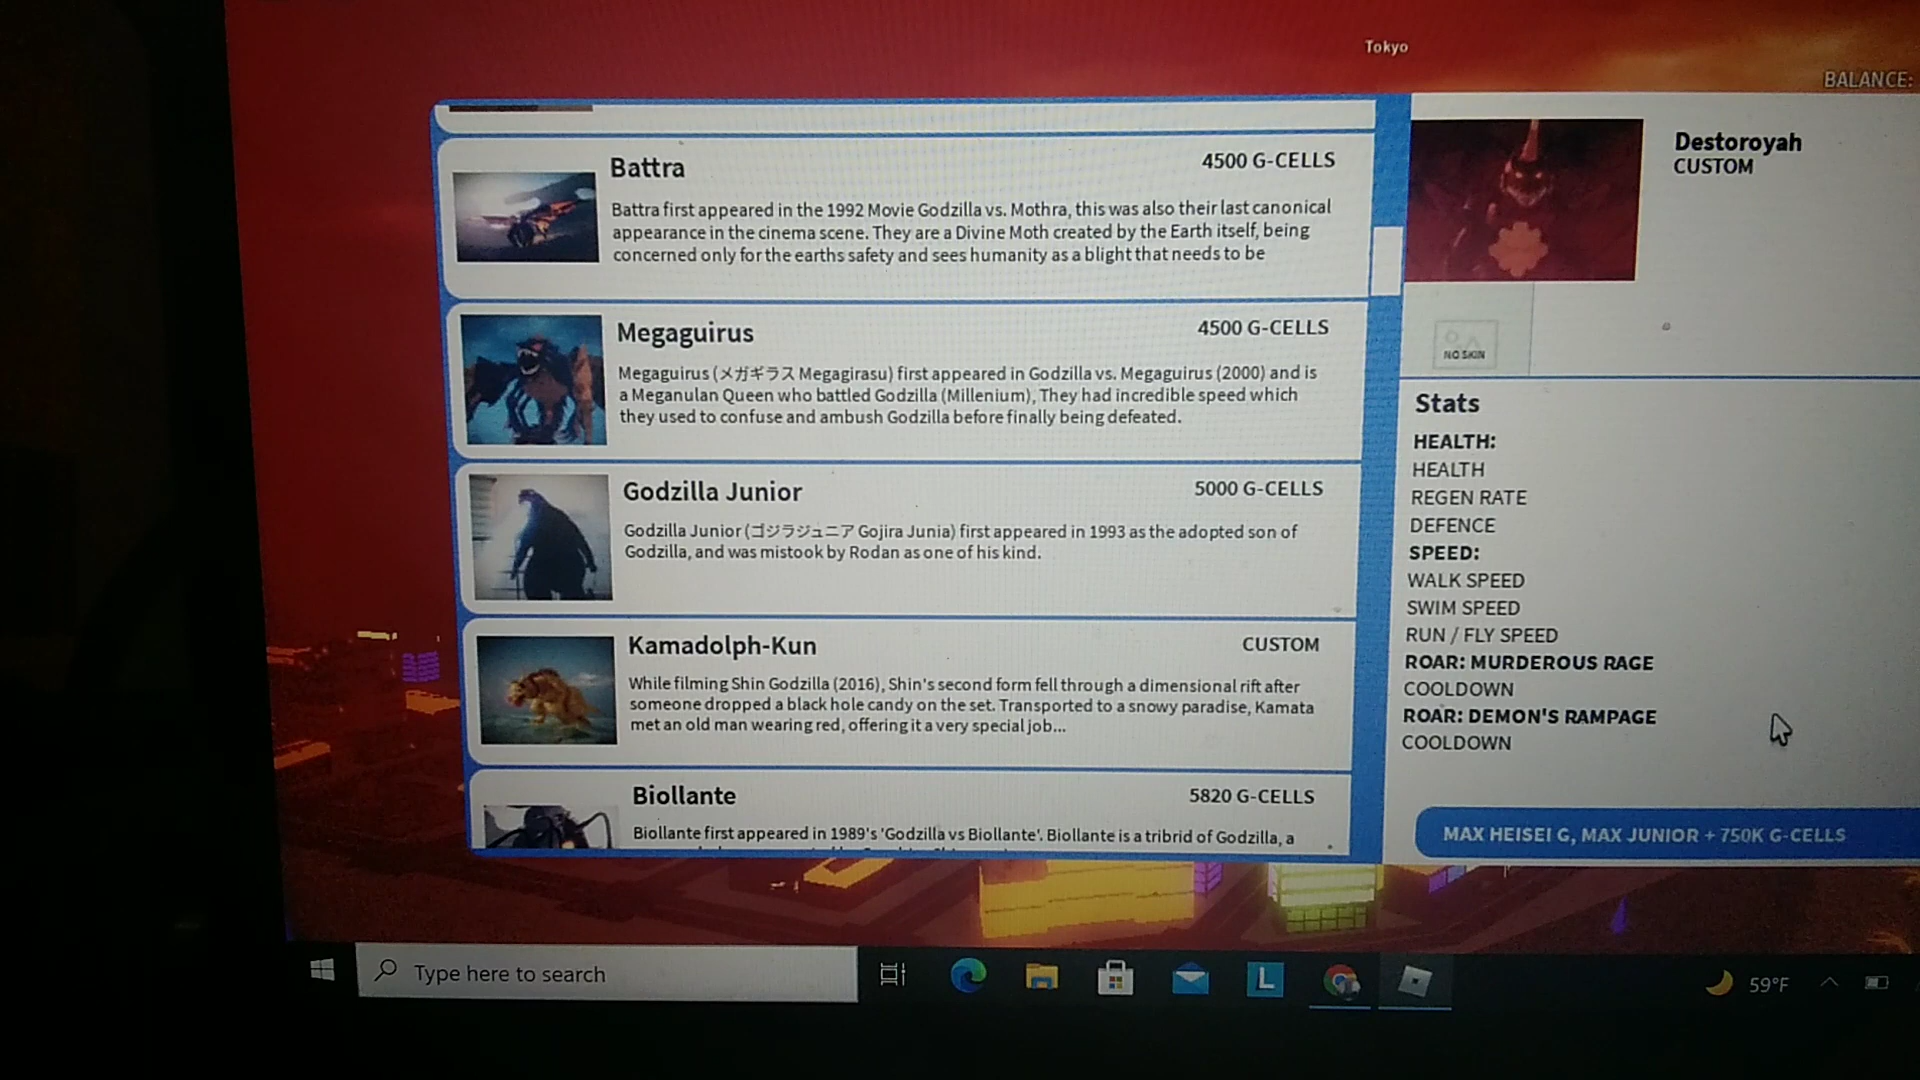 Tokyo
BALANCE:
Battra
4500 G-CELLS
Battra first appeared in the 1992 Movie Godzilla vs. Mothra, this was also their last canonical
appearance in the cinema scene. They are a Divine Moth created by the Earth itself, being
concerned only for the earths safety and sees humanity as a blight that needs to be
Megaguirus
4500 G-CELLS
Megaguirus (メガギラス Megagirasu) first appeared in Godzilla vs. Megaguirus (2000) and is
a Meganulan Queen who battled Godzilla (Millenium), They had incredible speed which
they used to confuse and ambush Godzilla before finally being defeated.
Godzilla Junior
5000 G-CELLS
Godzilla Junior (ゴジラジュニア Gojira Junia) first appeared in 1993 as the adopted son of
Godzilla, and was mistook by Rodan as one of his kind.
Kamadolph-Kun
CUSTOM
While filming Shin Godzilla (2016), Shin's second form fell through a dimensional rift after
someone dropped a black hole candy on the set. Transported to a snowy paradise, Kamata
met an old man wearing red, offering it a very special job...
Biollante
5820 G-CELLS
Biollante first appeared in 1989's 'Godzilla vs Biollante'. Biollante is a tribrid of Godzilla, a
Destoroyah
CUSTOM
NO SKIN
Stats
HEALTH:
HEALTH
REGEN RATE
DEFENCE
SPEED:
WALK SPEED
SWIM SPEED
RUN / FLY SPEED
ROAR: MURDEROUS RAGE
COOLDOWN
ROAR: DEMON'S RAMPAGE
COOLDOWN
MAX HEISEI G, MAX JUNIOR + 750K G-CELLS
Type here to search
L
59°F